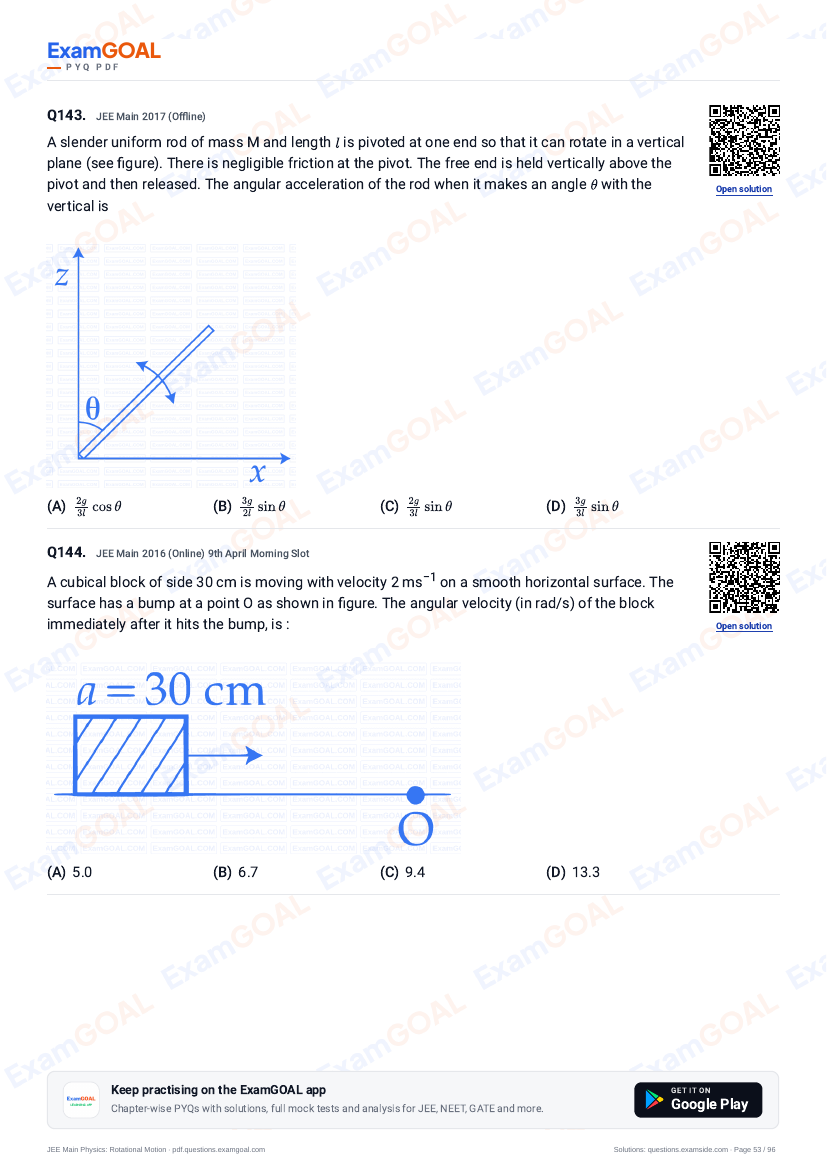 ExamGOAL
PYQ PDF
Q143. JEE Main 2017 (Offline)
A slender uniform rod of mass M and length l is pivoted at one end so that it can rotate in a vertical
plane (see figure). There is negligible friction at the pivot. The free end is held vertically above the
pivot and then released. The angular acceleration of the rod when it makes an angle θ with the
vertical is
Open solution
z
θ
x
(A) 2g/3l cos θ (B) 3g/2l sin θ (C) 2g/3l sin θ (D) 3g/3l sin θ
Q144. JEE Main 2016 (Online) 9th April Morning Slot
A cubical block of side 30 cm is moving with velocity 2 ms⁻¹ on a smooth horizontal surface. The
surface has a bump at a point O as shown in figure. The angular velocity (in rad/s) of the block
immediately after it hits the bump, is :
Open solution
a = 30 cm
O
(A) 5.0 (B) 6.7 (C) 9.4 (D) 13.3
Keep practising on the ExamGOAL app
Chapter-wise PYQs with solutions, full mock tests and analysis for JEE, NEET, GATE and more.
ExamGOAL
GET IT ON
Google Play
JEE Main Physics: Rotational Motion · pdf.questions.examgoal.com
Solutions: questions.examside.com · Page 53 / 96